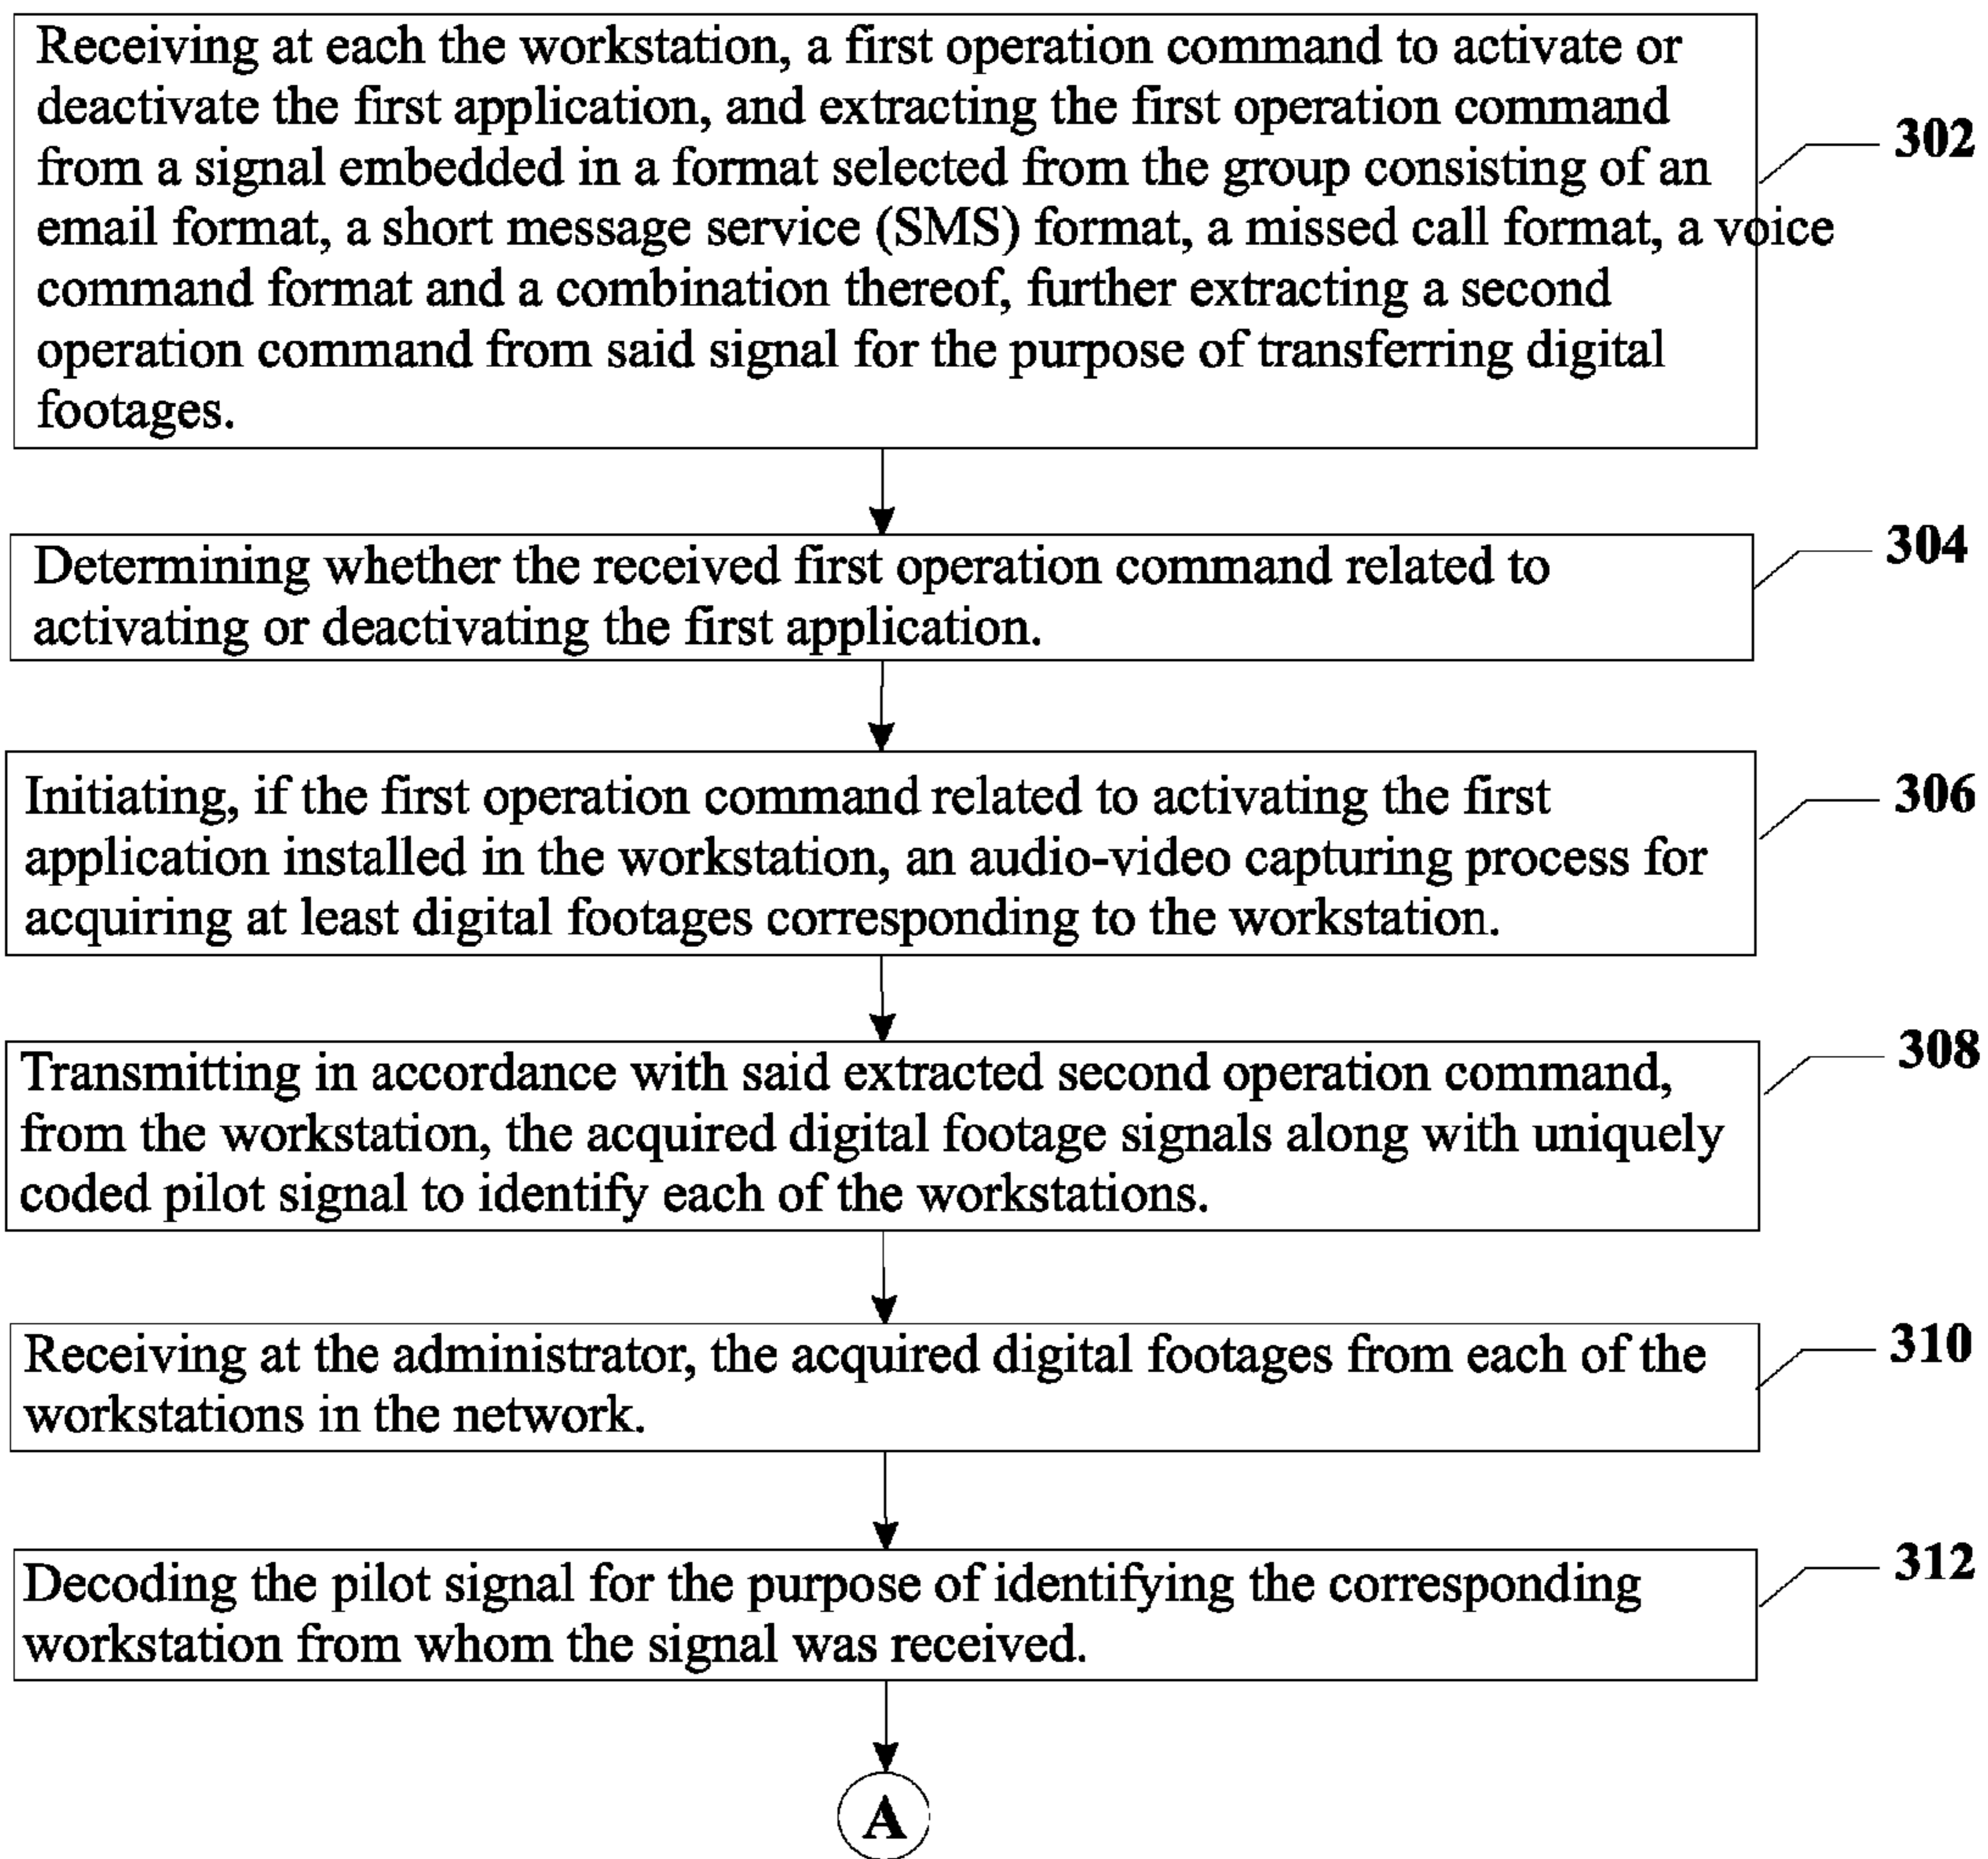 Receiving at each the workstation, a first operation command to activate or
deactivate the first application, and extracting the first operation command
from a signal embedded in a format selected from the group consisting of an
email format, a short message service (SMS) format, a missed call format, a voice
command format and a combination thereof, further extracting a second
operation command from said signal for the purpose of transferring digital
footages.
302
Determining whether the received first operation command related to
activating or deactivating the first application.
304
Initiating, if the first operation command related to activating the first
application installed in the workstation, an audio-video capturing process for
acquiring at least digital footages corresponding to the workstation.
306
Transmitting in accordance with said extracted second operation command,
from the workstation, the acquired digital footage signals along with uniquely
coded pilot signal to identify each of the workstations.
308
Receiving at the administrator, the acquired digital footages from each of the
workstations in the network.
310
Decoding the pilot signal for the purpose of identifying the corresponding
workstation from whom the signal was received.
312
A